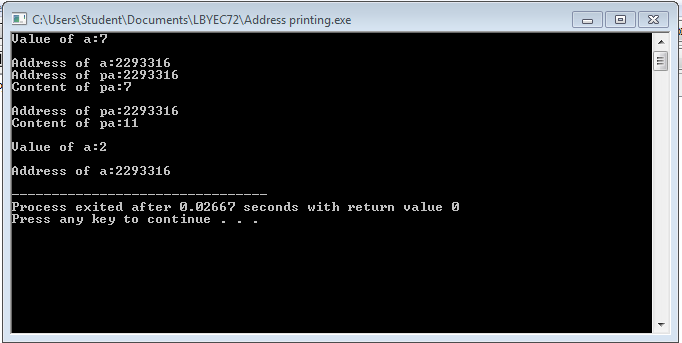 C:\Users\Student\Documents\LBYEC72\Address printing.exe
Value of a:7
Address of a:2293316
Address of pa:2293316
Content of pa:7
Address of pa:2293316
Content of pa:11
Value of a:2
Address of a:2293316
--------------------------------
Process exited after 0.02667 seconds with return value 0
Press any key to continue . . .